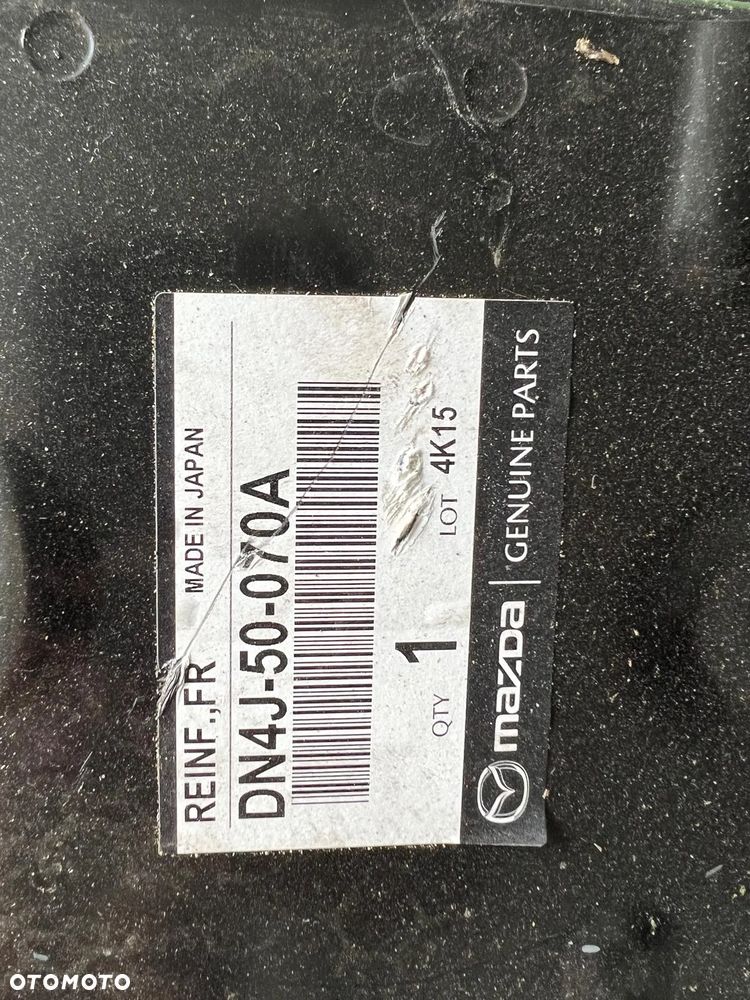 REINF.,FR MADE IN JAPAN
DN4J-50-070A
QTY 1 LOT 4K15
mazda | GENUINE PARTS
OTOMOTO